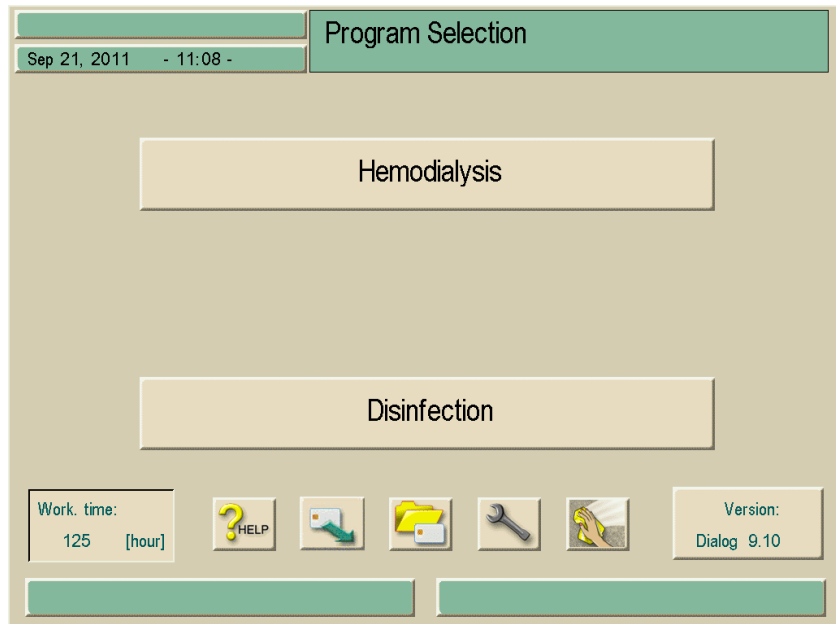 Program Selection
Sep 21, 2011 - 11:08 -
Hemodialysis
Disinfection
Work. time:
125 [hour]
HELP
Version:
Dialog 9.10